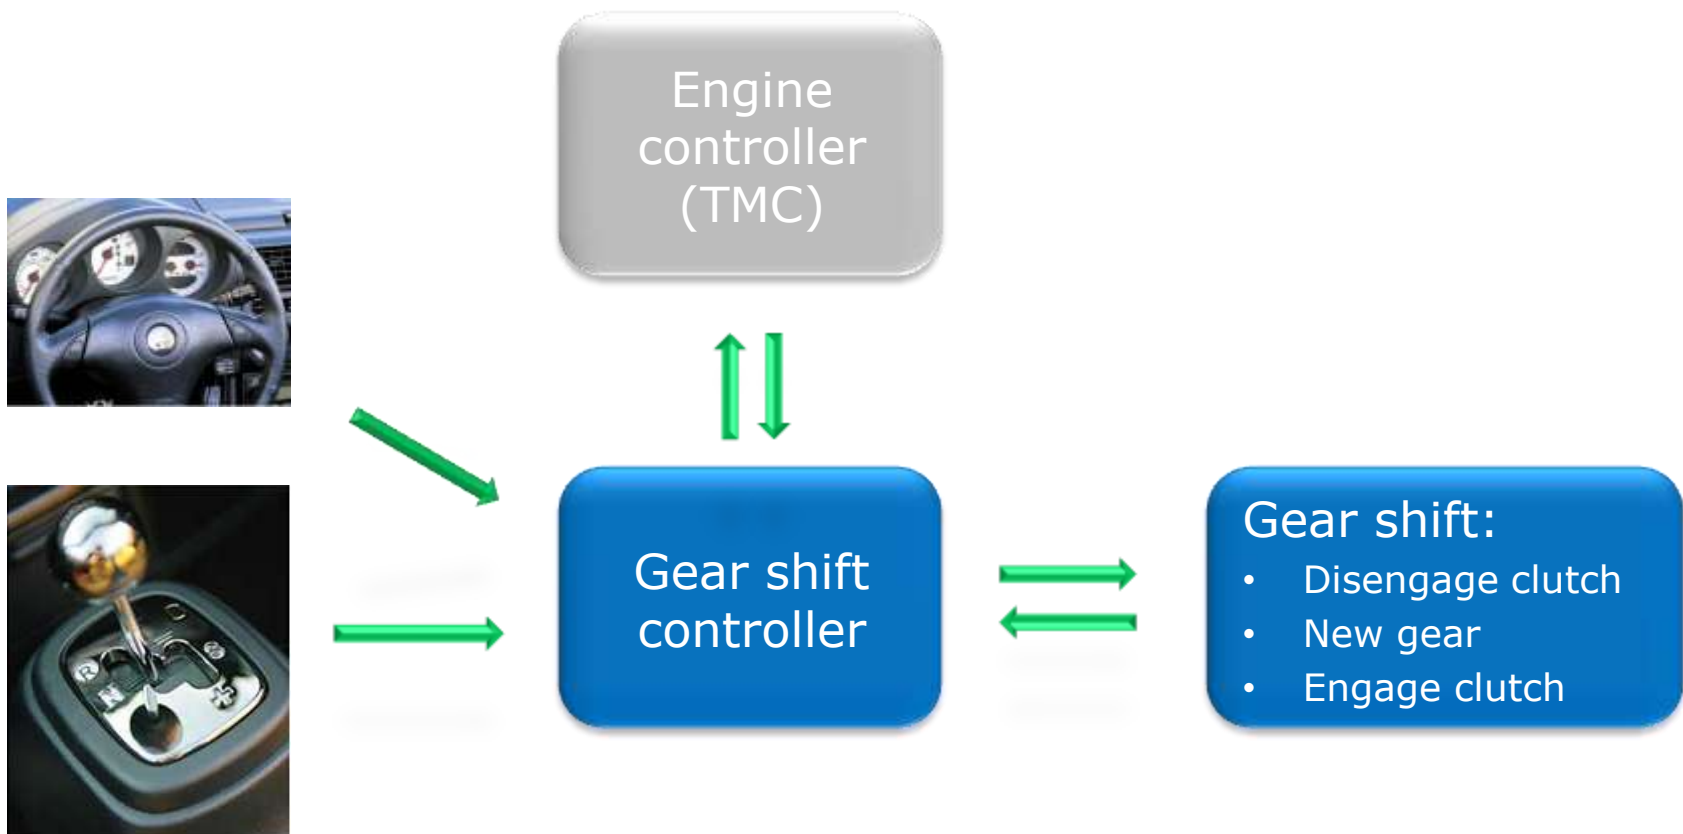 Engine
controller
(TMC)
Gear shift
controller
Gear shift:
• Disengage clutch
• New gear
• Engage clutch
R
N